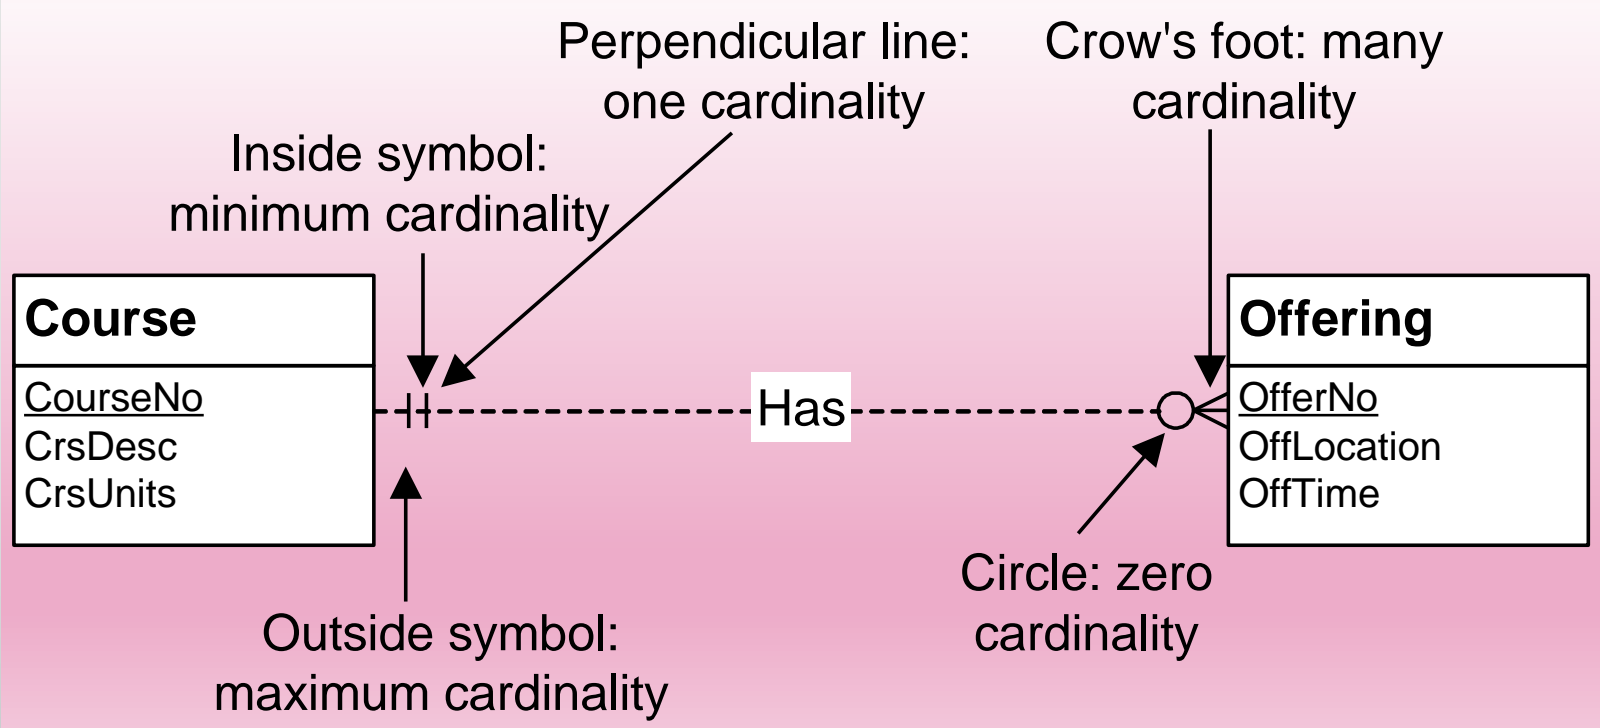 Perpendicular line:
one cardinality
Crow's foot: many
cardinality
Inside symbol:
minimum cardinality
Course
CourseNo
CrsDesc
CrsUnits
Has
Offering
OfferNo
OffLocation
OffTime
Outside symbol:
maximum cardinality
Circle: zero
cardinality